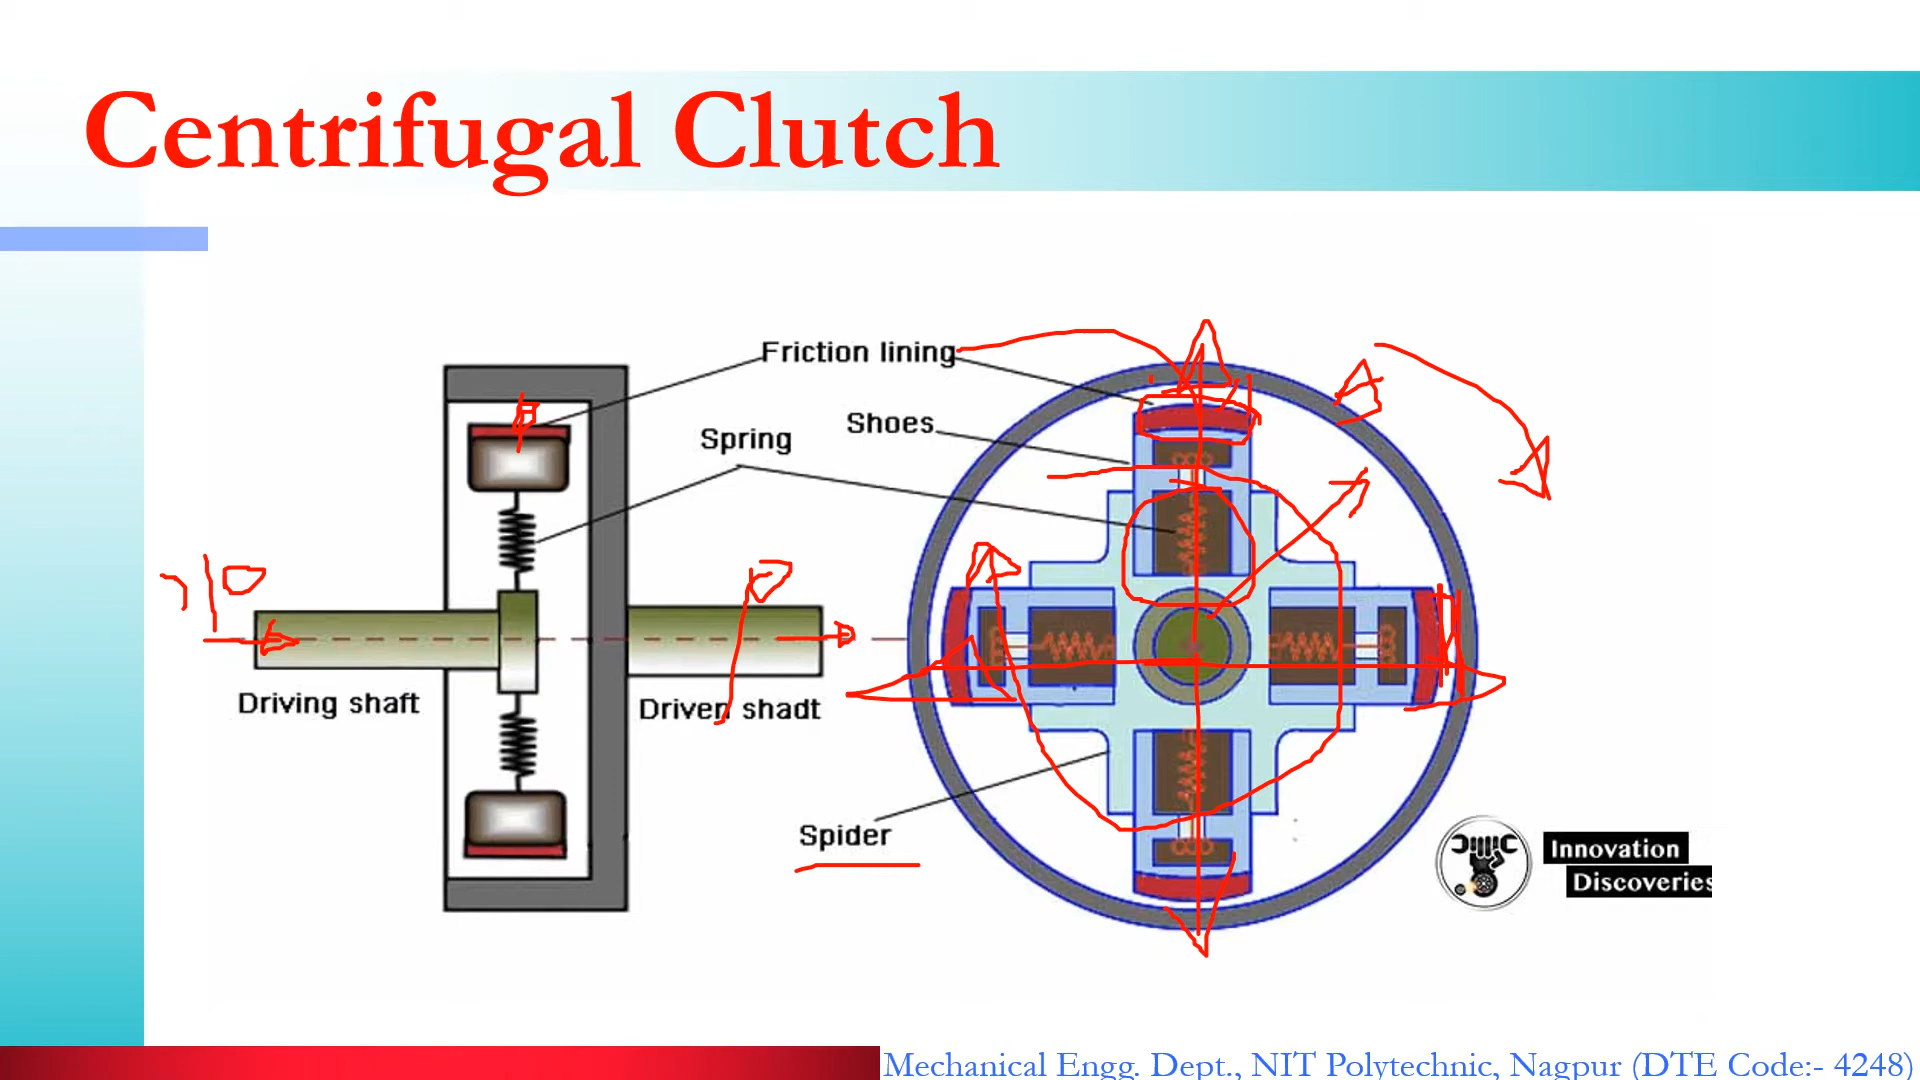 Centrifugal Clutch
Friction lining
Shoes
Spring
Driving shaft
Driven shadt
Spider
Innovation
Discoveries
Mechanical Engg. Dept., NIT Polytechnic, Nagpur (DTE Code:- 4248)